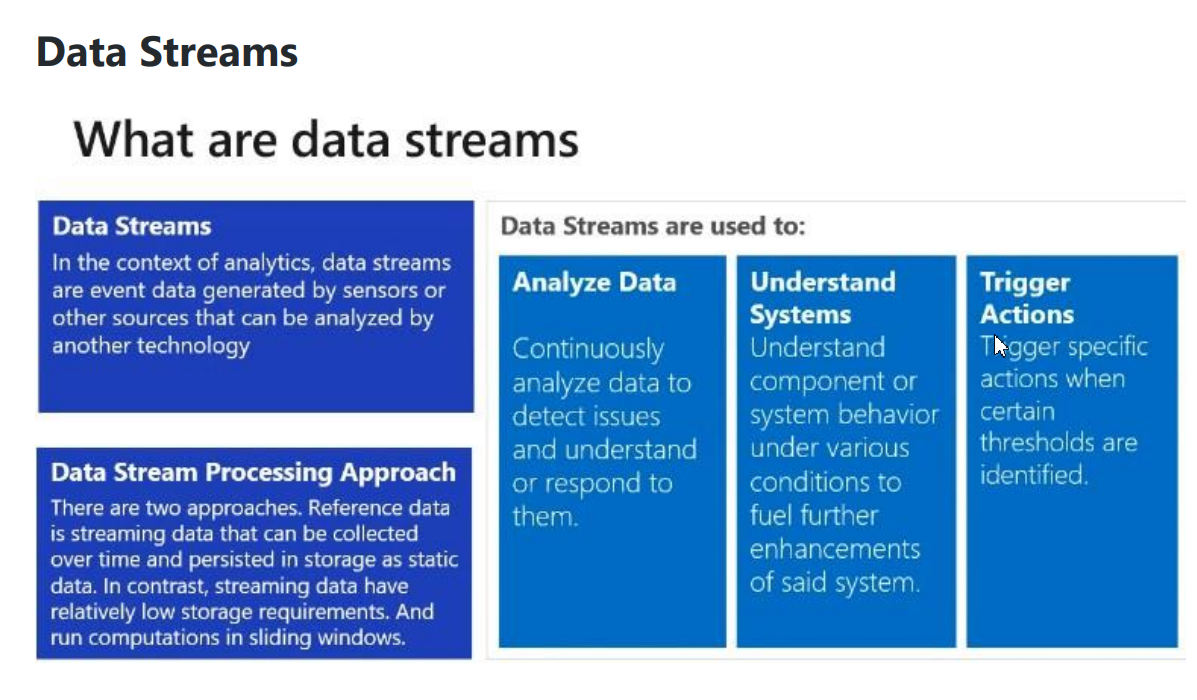 Data Streams
What are data streams
Data Streams
In the context of analytics, data streams
are event data generated by sensors or
other sources that can be analyzed by
another technology
Data Stream Processing Approach
There are two approaches. Reference data
is streaming data that can be collected
over time and persisted in storage as static
data. In contrast, streaming data have
relatively low storage requirements. And
run computations in sliding windows.
Data Streams are used to:
Analyze Data
Continuously
analyze data to
detect issues
and understand
or respond to
them.
Understand
Systems
Understand
component or
system behavior
under various
conditions to
fuel further
enhancements
of said system.
Trigger
Actions
Trigger specific
actions when
certain
thresholds are
identified.